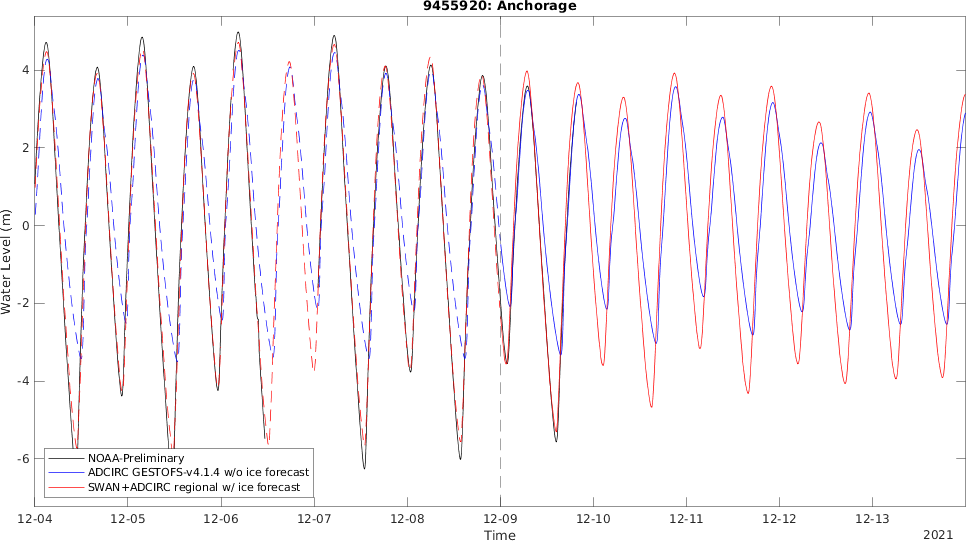 9455920: Anchorage
Water Level (m)
4
2
0
-2
-4
-6
NOAA-Preliminary
ADCIRC GESTOFS-v4.1.4 w/o ice forecast
SWAN+ADCIRC regional w/ ice forecast
12-04 12-05 12-06 12-07 12-08 12-09 12-10 12-11 12-12 12-13
Time
2021